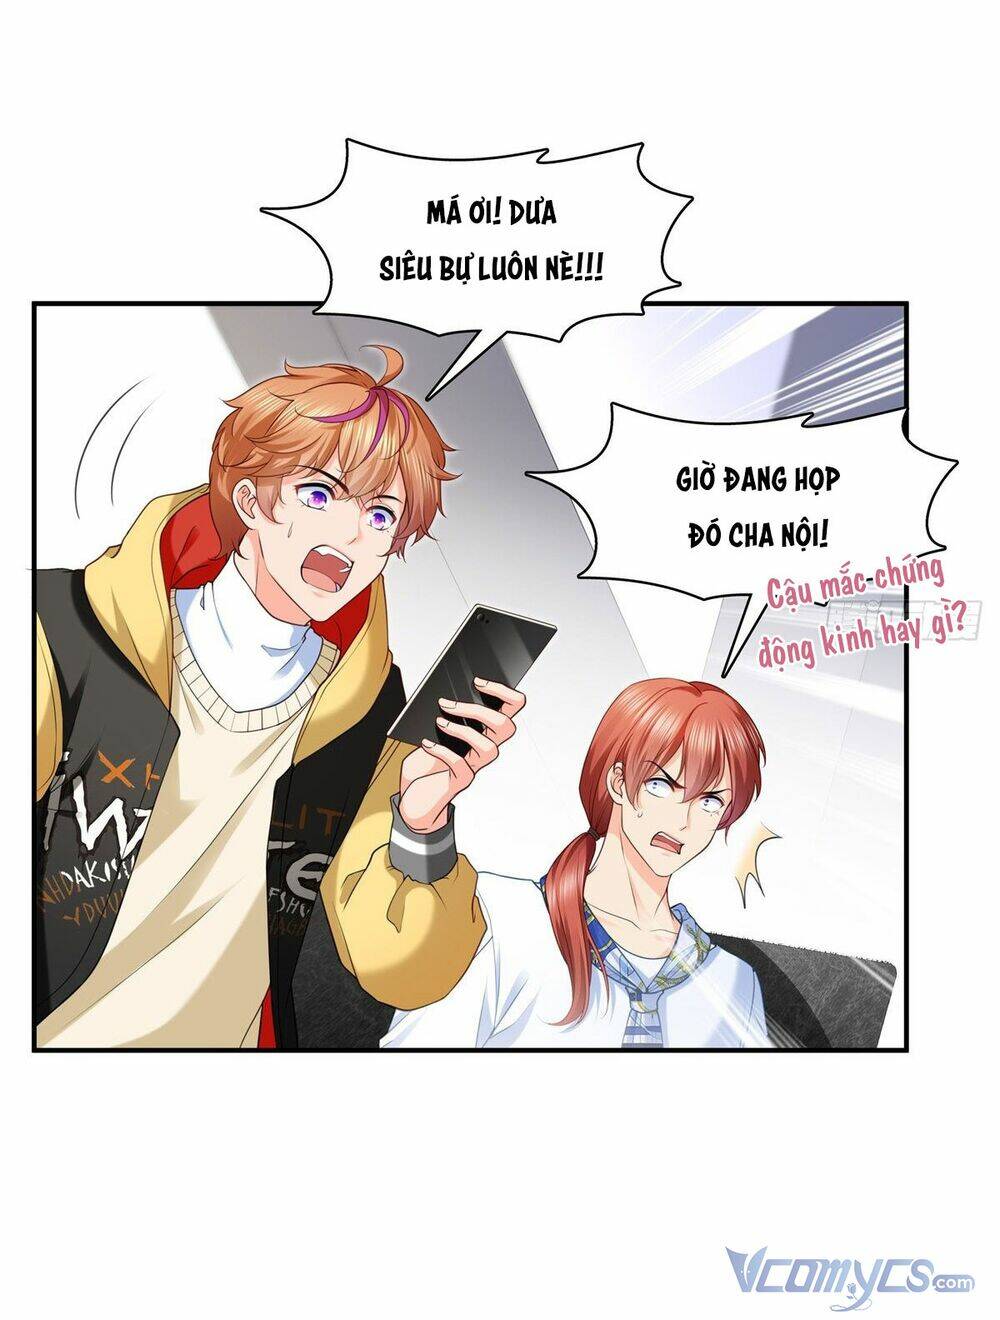 MÁ ƠI! DƯA
SIÊU BỰ LUÔN NÈ!!!
GIỜ ĐANG HỌP
ĐÓ CHA NỘI!
Cậu mắc chứng
động kinh hay gì?
VCOMYCS.com